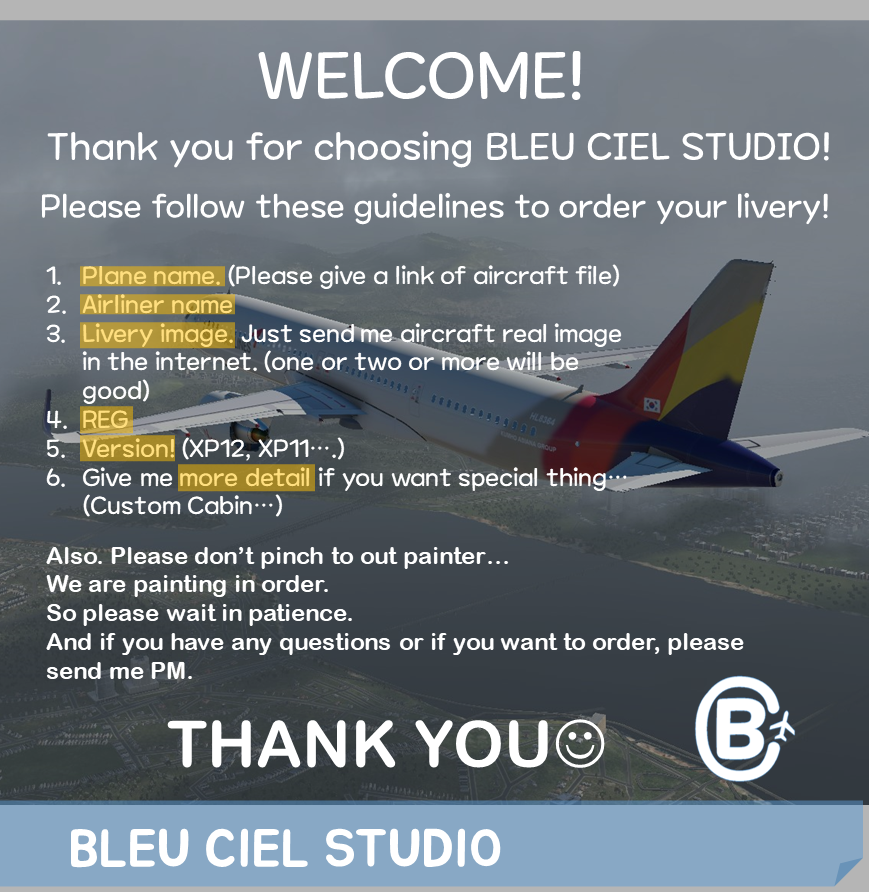 WELCOME!
Thank you for choosing BLEU CIEL STUDIO!
Please follow these guidelines to order your livery!
1. Plane name. (Please give a link of aircraft file)
2. Airliner name
3. Livery image. Just send me aircraft real image
in the internet. (one or two or more will be
good)
4. REG
5. Version! (XP12, XP11⋯.)
6. Give me more detail if you want special thing⋯
(Custom Cabin⋯)
Also. Please don’t pinch to out painter…
We are painting in order.
So please wait in patience.
And if you have any questions or if you want to order, please
send me PM.
THANK YOU☺
CB
BLEU CIEL STUDIO